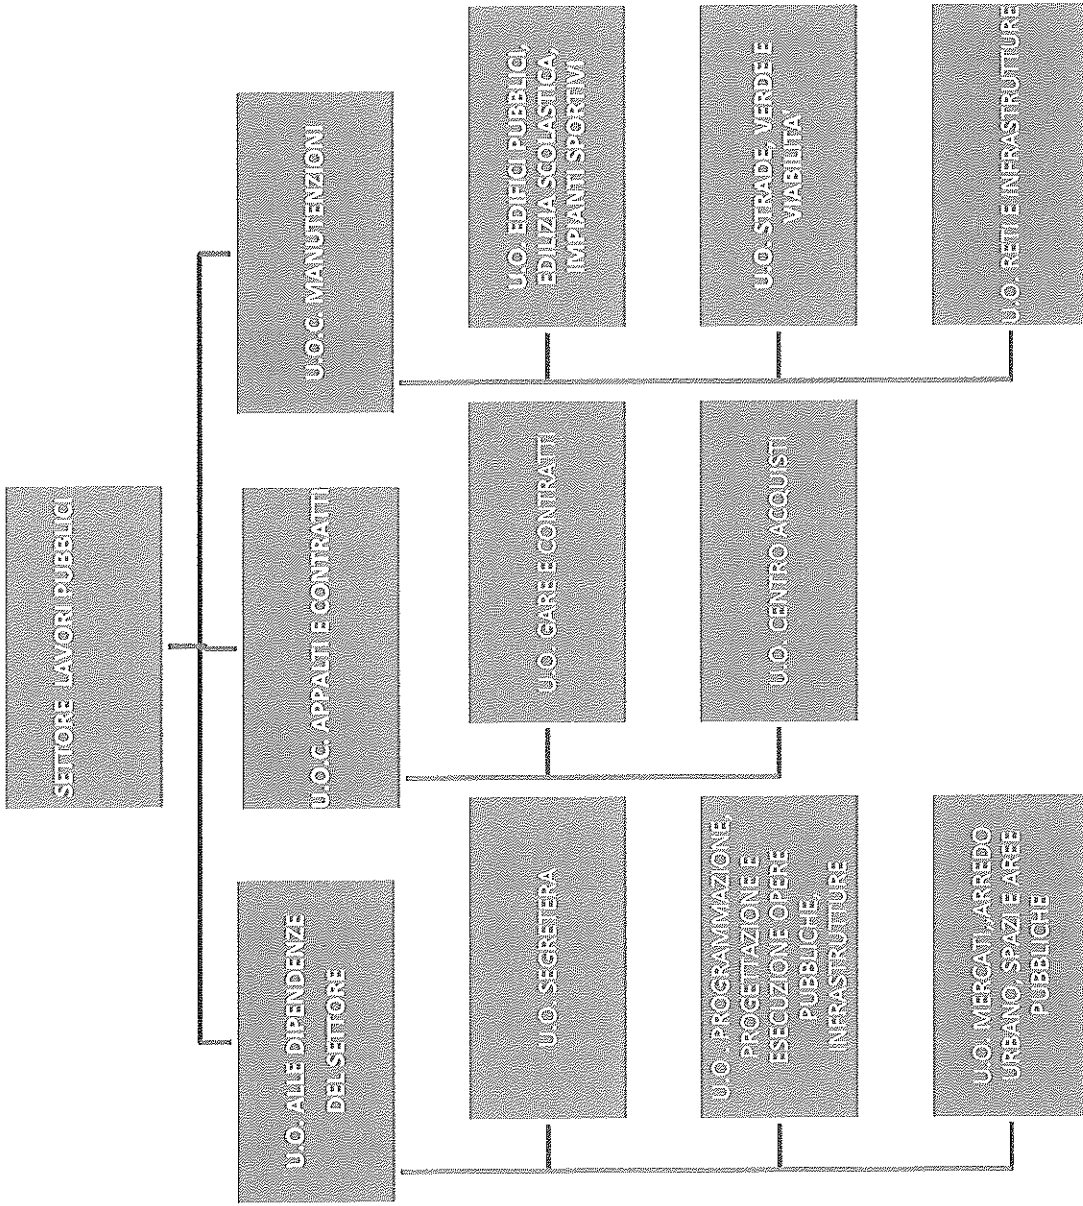 SETTORE LAVORI PUBBLICI
U.O. ALLE DIPENDENZE
DEL SETTORE
U.O.C. APPALTI E CONTRATTI
U.O.C. MANUTENZIONI
U.O. SEGRETERA
U.O. PROGRAMMAZIONE,
PROGETTAZIONE E
ESECUZIONE OPERE
PUBBLICHE,
INFRASTRUTTURE
U.O. MERCATI, ARREDO
URBANO, SPAZI E AREE
PUBBLICHE
U.O. GARE E CONTRATTI
U.O. CENTRO ACQUISTI
U.O. EDIFICI PUBBLICI,
EDILIZIA SCOLASTICA,
IMPIANTI SPORTIVI
U.O. STRADE, VERDE E
VIABILITA'
U.O. RETI E INFRASTRUTTURE